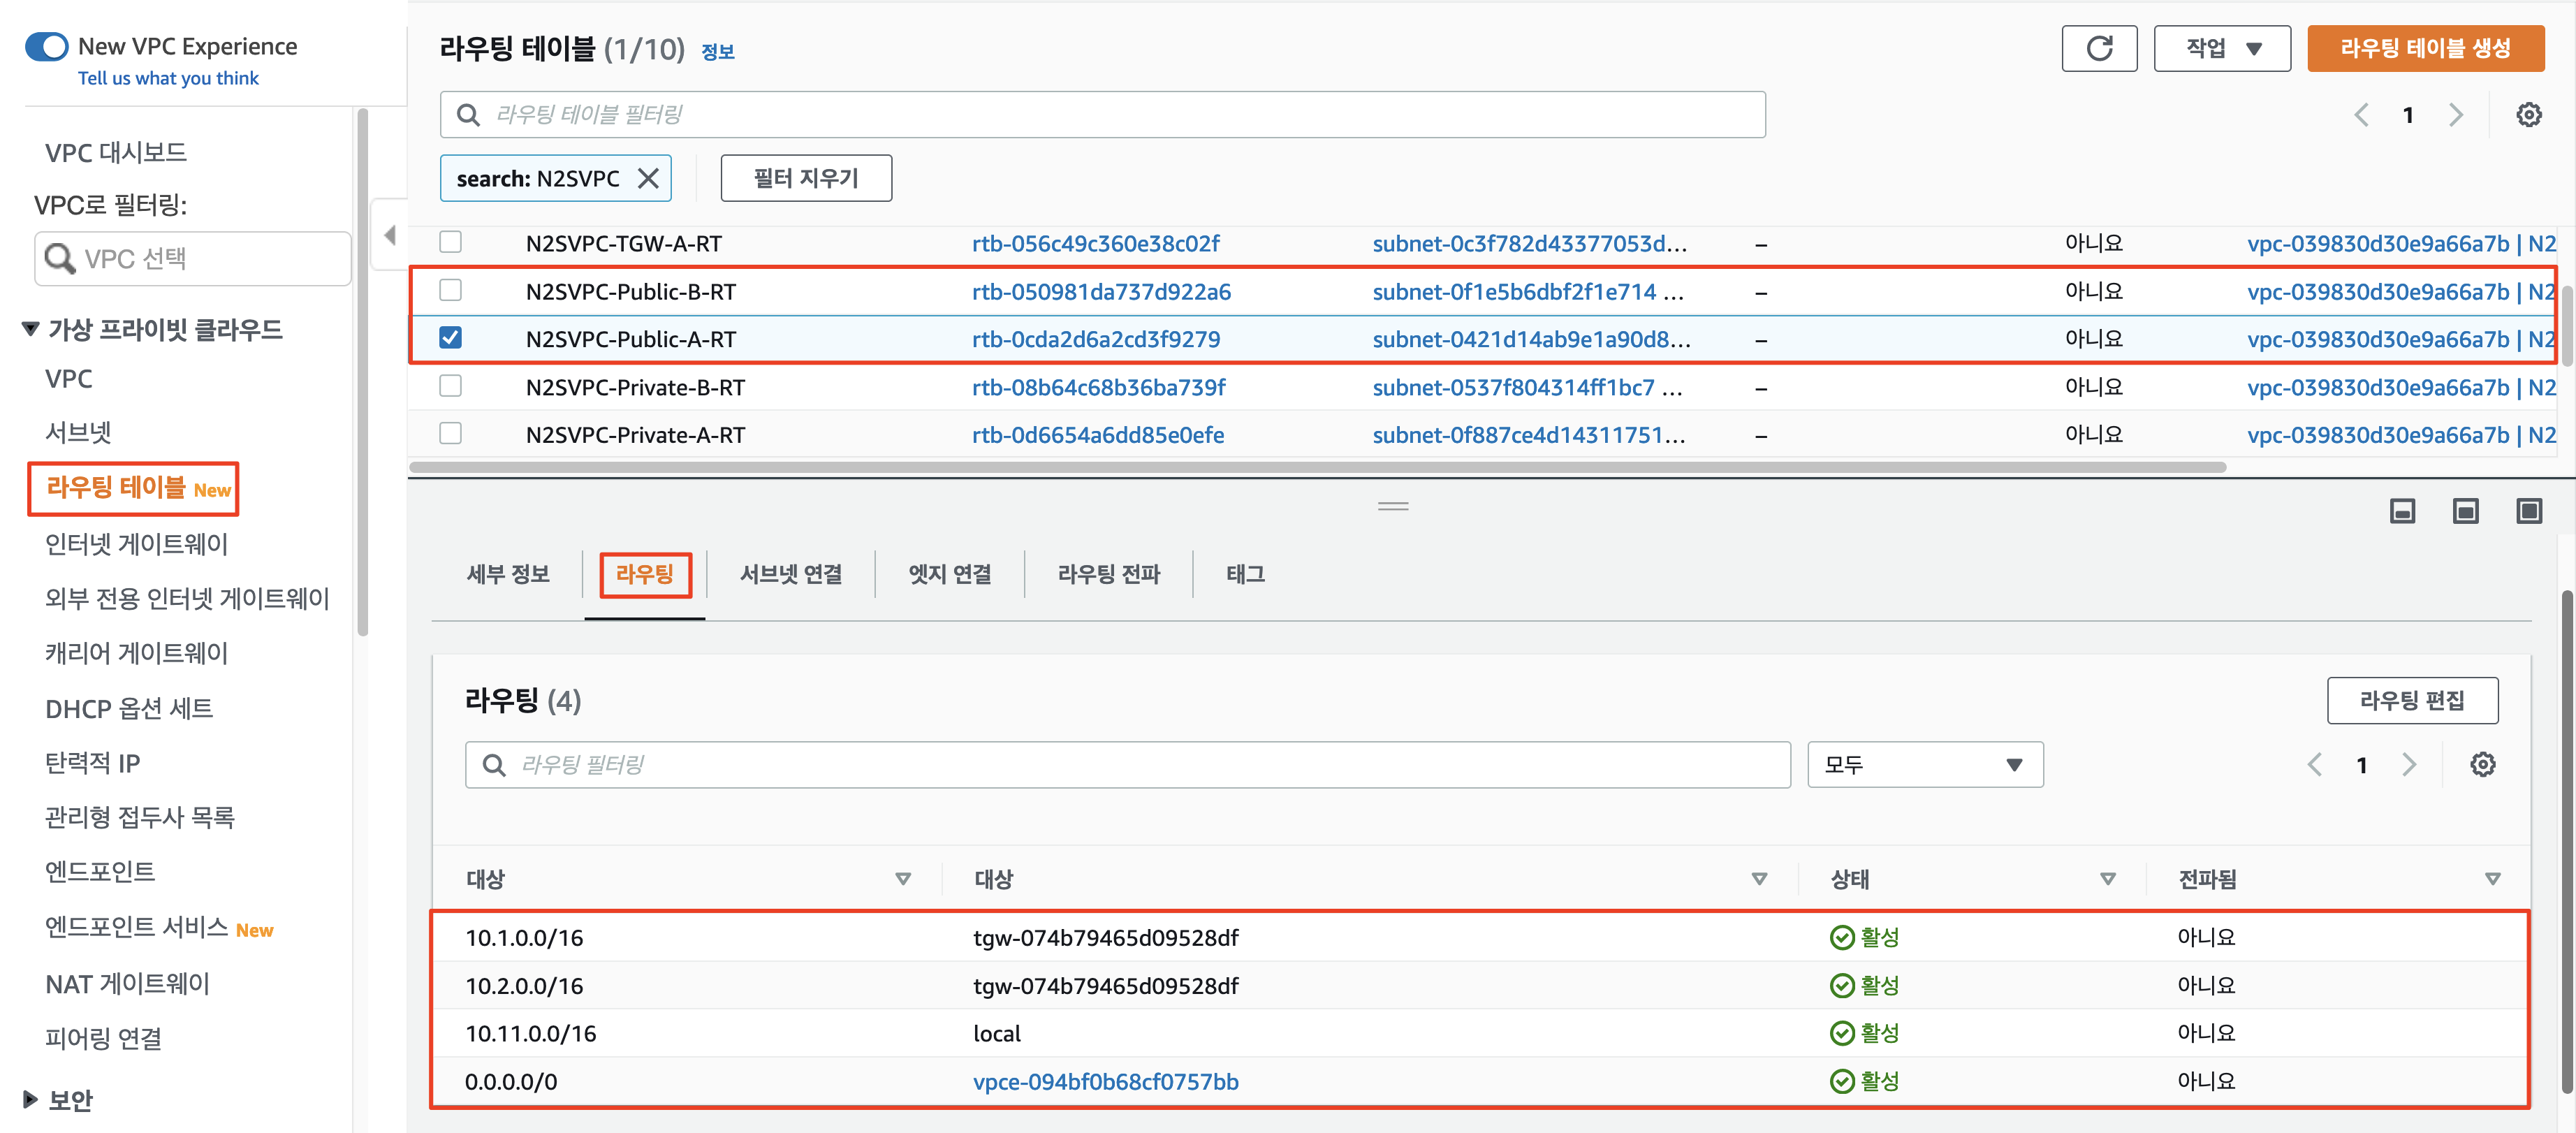 New VPC Experience
Tell us what you think
VPC 대시보드
VPC로 필터링:
VPC 선택
가상 프라이빗 클라우드
VPC
서브넷
라우팅 테이블 New
인터넷 게이트웨이
외부 전용 인터넷 게이트웨이
캐리어 게이트웨이
DHCP 옵션 세트
탄력적 IP
관리형 접두사 목록
엔드포인트
엔드포인트 서비스 New
NAT 게이트웨이
피어링 연결
보안
라우팅 테이블 (1/10) 정보
작업
라우팅 테이블 생성
라우팅 테이블 필터링
1
search: N2SVPC
필터 지우기
N2SVPC-TGW-A-RT rtb-056c49c360e38c02f subnet-0c3f782d43377053d... – 아니요 vpc-039830d30e9a66a7b | N2
N2SVPC-Public-B-RT rtb-050981da737d922a6 subnet-0f1e5b6dbf2f1e714 ... – 아니요 vpc-039830d30e9a66a7b | N2
N2SVPC-Public-A-RT rtb-0cda2d6a2cd3f9279 subnet-0421d14ab9e1a90d8... – 아니요 vpc-039830d30e9a66a7b | N2
N2SVPC-Private-B-RT rtb-08b64c68b36ba739f subnet-0537f804314ff1bc7 ... – 아니요 vpc-039830d30e9a66a7b | N2
N2SVPC-Private-A-RT rtb-0d6654a6dd85e0efe subnet-0f887ce4d14311751... – 아니요 vpc-039830d30e9a66a7b | N2
세부 정보 라우팅 서브넷 연결 엣지 연결 라우팅 전파 태그
라우팅 (4)
라우팅 편집
라우팅 필터링
모두
1
대상 대상 상태 전파됨
10.1.0.0/16 tgw-074b79465d09528df 활성 아니요
10.2.0.0/16 tgw-074b79465d09528df 활성 아니요
10.11.0.0/16 local 활성 아니요
0.0.0.0/0 vpce-094bf0b68cf0757bb 활성 아니요